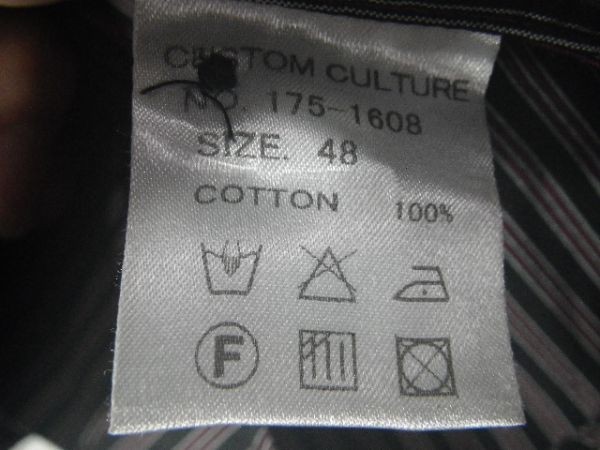 CUSTOM CULTURE
NO. 175-1608
SIZE. 48
COTTON 100%
F